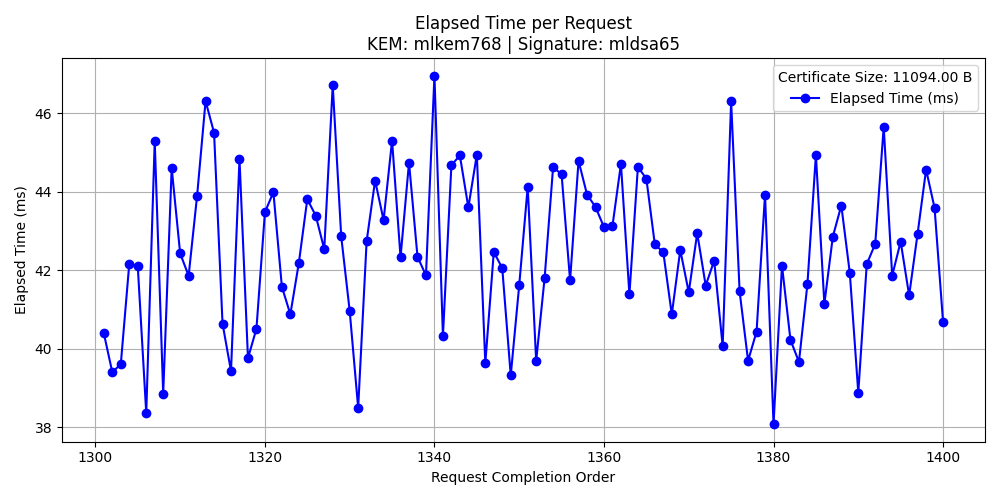 Elapsed Time per Request
KEM: mlkem768 | Signature: mldsa65
Certificate Size: 11094.00 B
Elapsed Time (ms)
Elapsed Time (ms)
46
44
42
40
38
1300 1320 1340 1360 1380 1400
Request Completion Order